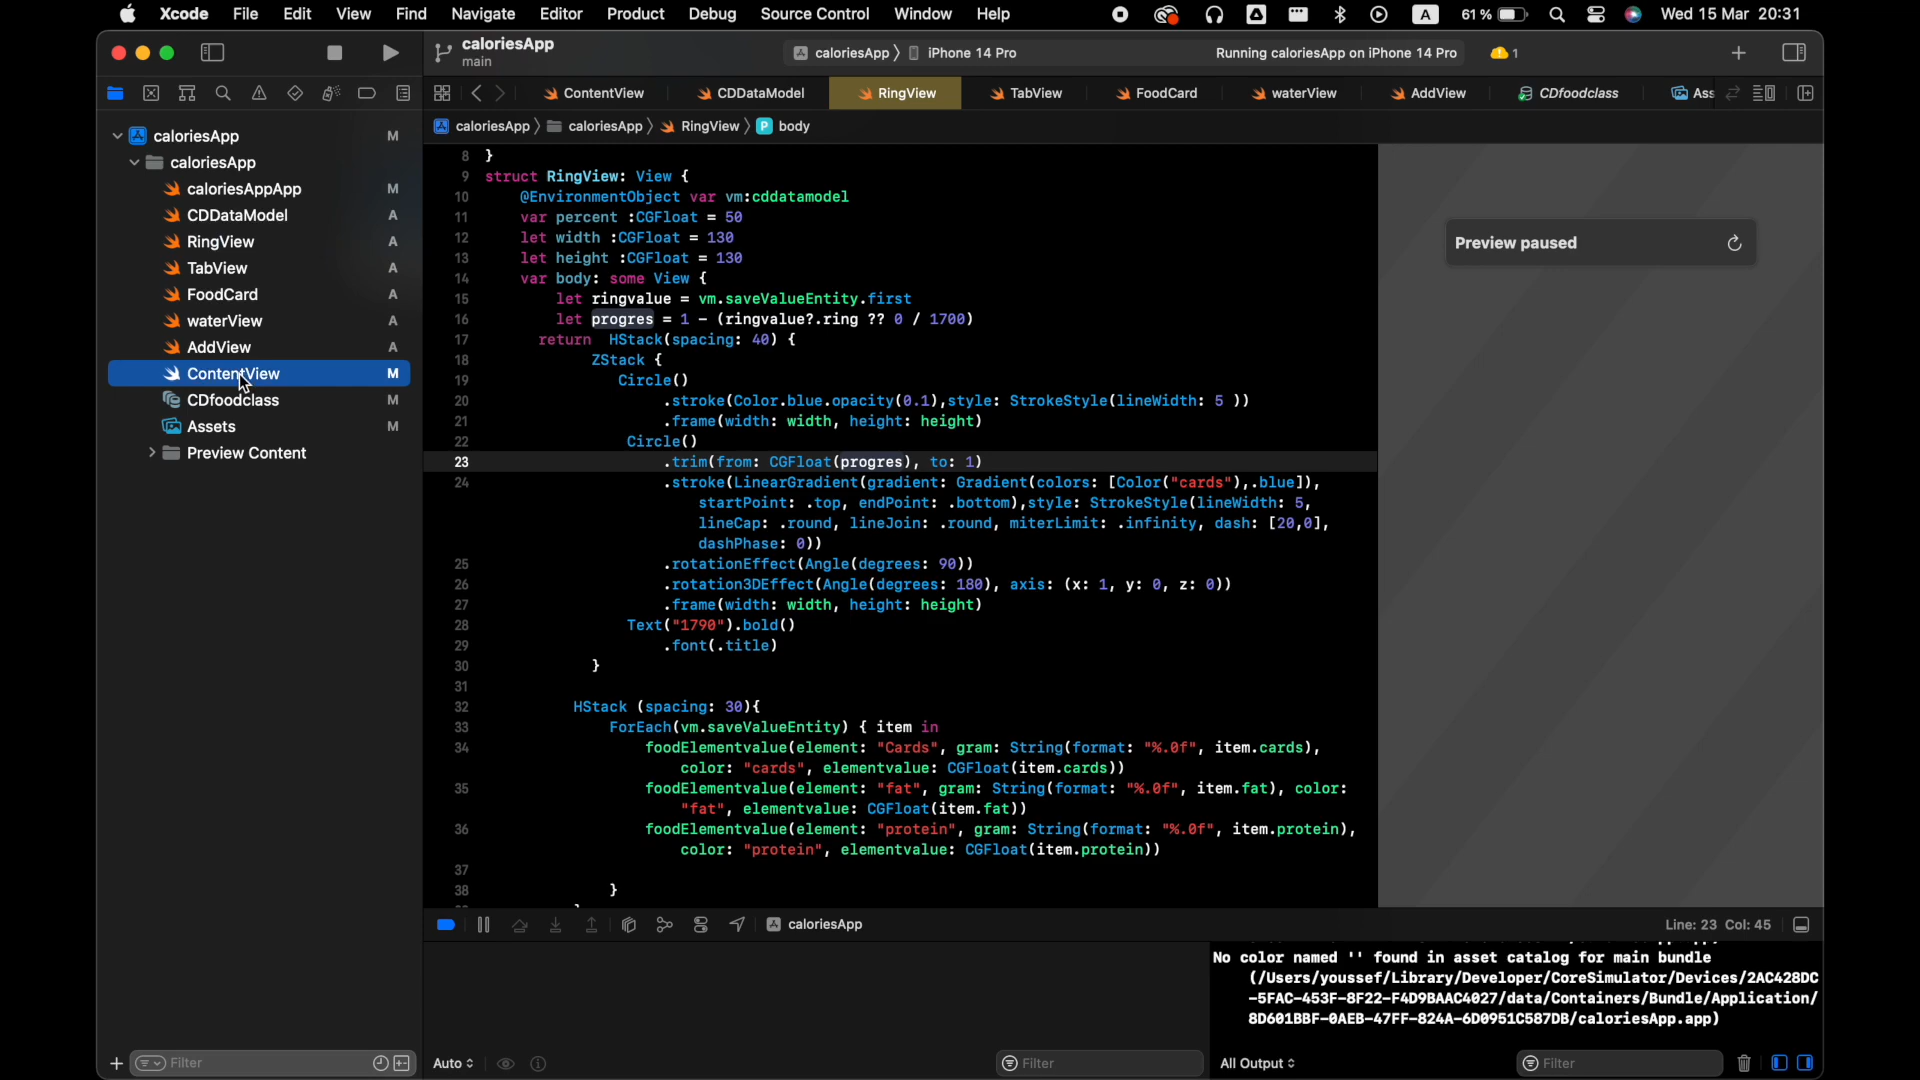 Xcode File Edit View Find Navigate Editor Product Debug Source Control Window Help A 61 % Wed 15 Mar 20:31
caloriesApp
main
caloriesApp iPhone 14 Pro Running caloriesApp on iPhone 14 Pro 1
ContentView CDDataModel RingView TabView FoodCard waterView AddView CDfoodclass Ass
caloriesApp caloriesApp RingView P body
caloriesApp M
caloriesApp
caloriesAppApp M
CDDataModel A
RingView A
TabView A
FoodCard A
waterView A
AddView A
ContentView M
CDfoodclass M
Assets M
Preview Content
8 }
9 struct RingView: View {
10 @EnvironmentObject var vm:cddatamodel
11 var percent :CGFloat = 50
12 let width :CGFloat = 130
13 let height :CGFloat = 130
14 var body: some View {
15 let ringvalue = vm.saveValueEntity.first
16 let progres = 1 - (ringvalue?.ring ?? 0 / 1700)
17 return HStack(spacing: 40) {
18 ZStack {
19 Circle()
20 .stroke(Color.blue.opacity(0.1),style: StrokeStyle(lineWidth: 5 ))
21 .frame(width: width, height: height)
22 Circle()
23 .trim(from: CGFloat(progres), to: 1)
24 .stroke(LinearGradient(gradient: Gradient(colors: [Color("cards"),.blue]),
startPoint: .top, endPoint: .bottom),style: StrokeStyle(lineWidth: 5,
lineCap: .round, lineJoin: .round, miterLimit: .infinity, dash: [20,0],
dashPhase: 0))
25 .rotationEffect(Angle(degrees: 90))
26 .rotation3DEffect(Angle(degrees: 180), axis: (x: 1, y: 0, z: 0))
27 .frame(width: width, height: height)
28 Text("1790").bold()
29 .font(.title)
30 }
31
32 HStack (spacing: 30){
33 ForEach(vm.saveValueEntity) { item in
34 foodElementvalue(element: "Cards", gram: String(format: "%.0f", item.cards),
color: "cards", elementvalue: CGFloat(item.cards))
35 foodElementvalue(element: "fat", gram: String(format: "%.0f", item.fat), color:
"fat", elementvalue: CGFloat(item.fat))
36 foodElementvalue(element: "protein", gram: String(format: "%.0f", item.protein),
color: "protein", elementvalue: CGFloat(item.protein))
37
38 }
Preview paused
caloriesApp Line: 23 Col: 45
No color named '' found in asset catalog for main bundle
(/Users/youssef/Library/Developer/CoreSimulator/Devices/2AC428DC
-5FAC-453F-8F22-F4D9BAAC4027/data/Containers/Bundle/Application/
8D601BBF-0AEB-47FF-824A-6D0951C587DB/caloriesApp.app)
Filter Auto Filter All Output Filter